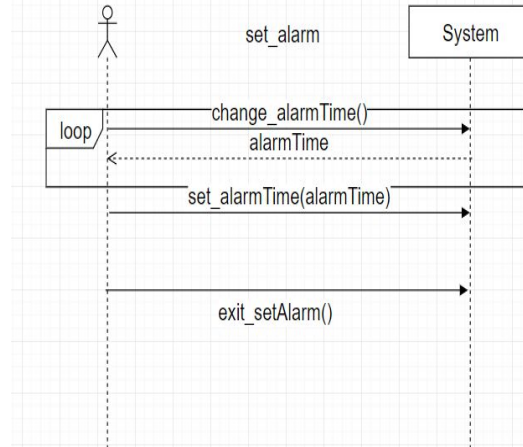 set_alarm
System
loop
change_alarmTime()
alarmTime
set_alarmTime(alarmTime)
exit_setAlarm()